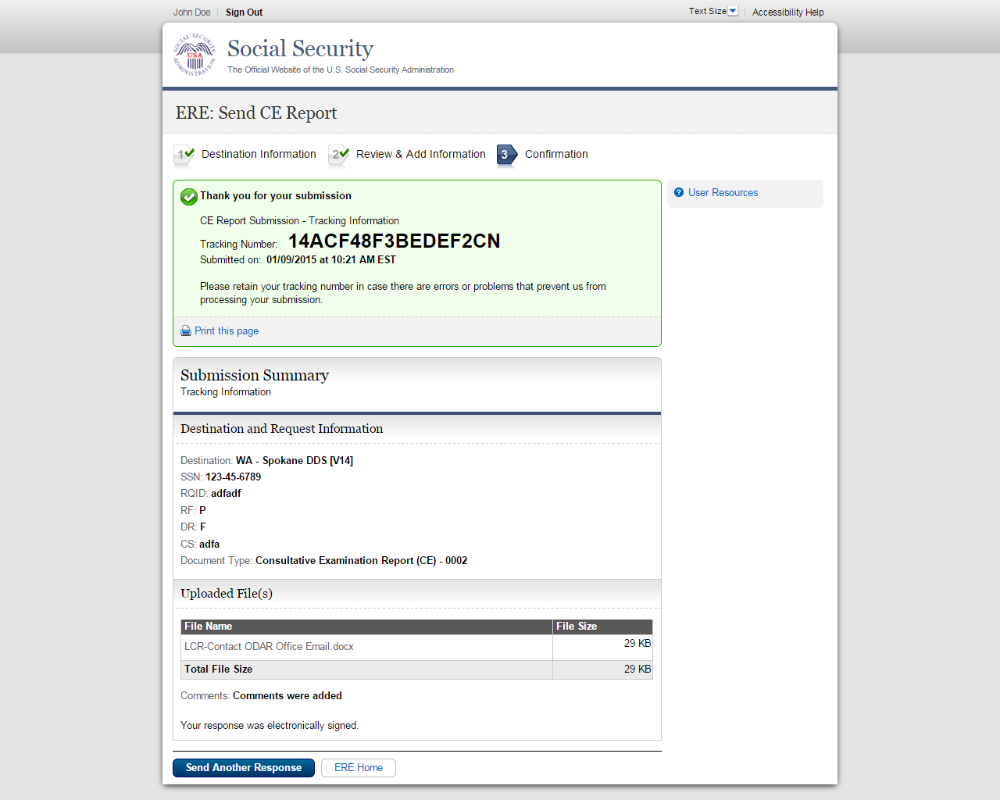 John Doe Sign Out Text Size Accessibility Help
SOCIAL SECURITY ADMINISTRATION
USA
Social Security
The Official Website of the U.S. Social Security Administration
ERE: Send CE Report
1 Destination Information 2 Review & Add Information 3 Confirmation
Thank you for your submission
User Resources
CE Report Submission - Tracking Information
Tracking Number: 14ACF48F3BEDEF2CN
Submitted on: 01/09/2015 at 10:21 AM EST
Please retain your tracking number in case there are errors or problems that prevent us from
processing your submission.
Print this page
Submission Summary
Tracking Information
Destination and Request Information
Destination: WA - Spokane DDS [V14]
SSN: 123-45-6789
RQID: adfadf
RF: P
DR: F
CS: adfa
Document Type: Consultative Examination Report (CE) - 0002
Uploaded File(s)
File Name File Size
LCR-Contact ODAR Office Email.docx 29 KB
Total File Size 29 KB
Comments: Comments were added
Your response was electronically signed.
Send Another Response ERE Home